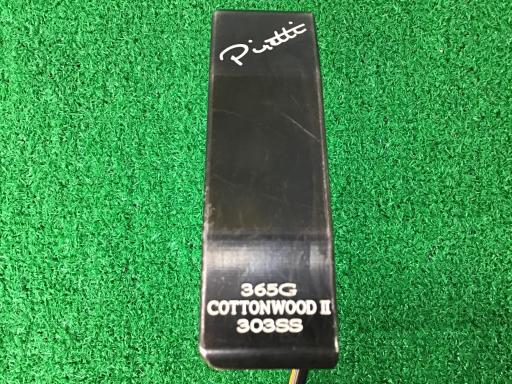 Piretti
365G
COTTONWOOD II
303SS